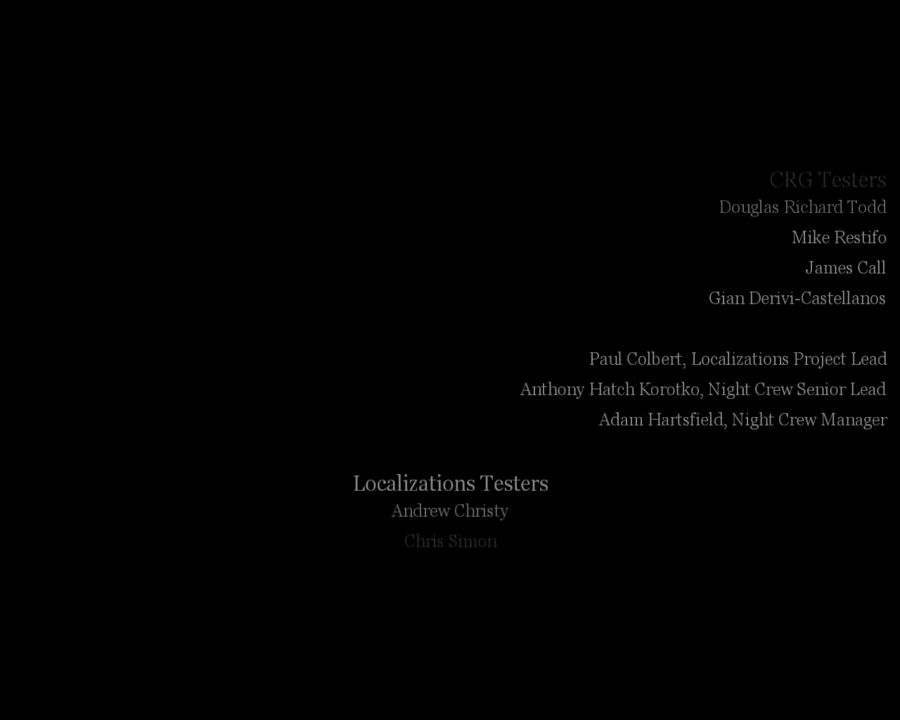 CRG Testers
Douglas Richard Todd
Mike Restifo
James Call
Gian Derivi-Castellanos
Paul Colbert, Localizations Project Lead
Anthony Hatch Korotko, Night Crew Senior Lead
Adam Hartsfield, Night Crew Manager
Localizations Testers
Andrew Christy
Chris Simon